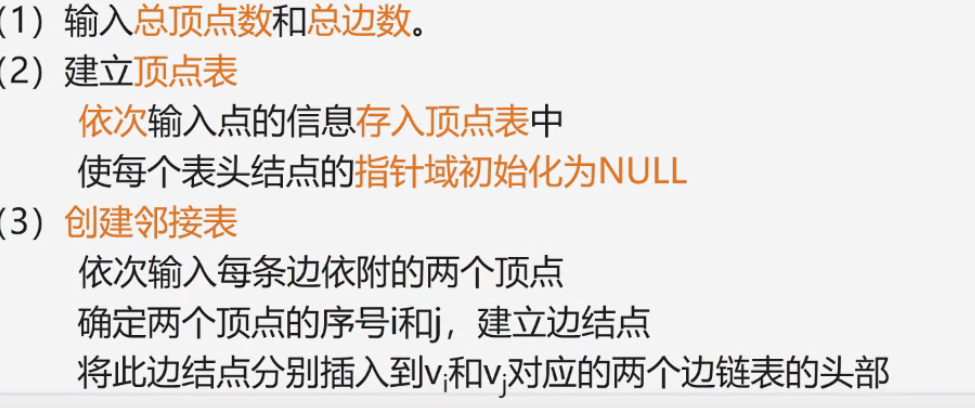 (1) 输入总顶点数和总边数。
(2) 建立顶点表
依次输入点的信息存入顶点表中
使每个表头结点的指针域初始化为NULL
(3) 创建邻接表
依次输入每条边依附的两个顶点
确定两个顶点的序号i和j，建立边结点
将此边结点分别插入到vi和vj对应的两个边链表的头部